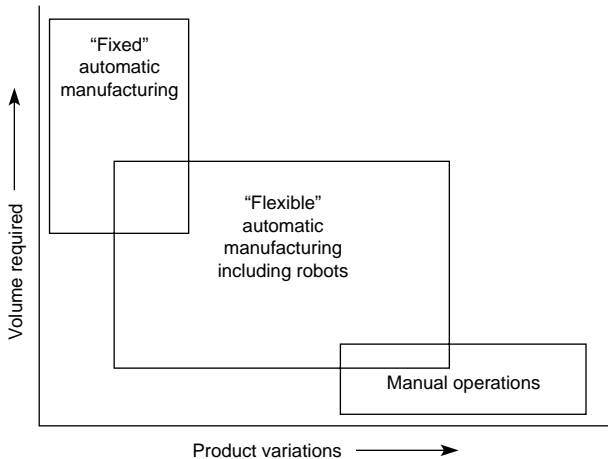 “Fixed”
automatic
manufacturing
“Flexible”
automatic
manufacturing
including robots
Manual operations
Volume required
Product variations